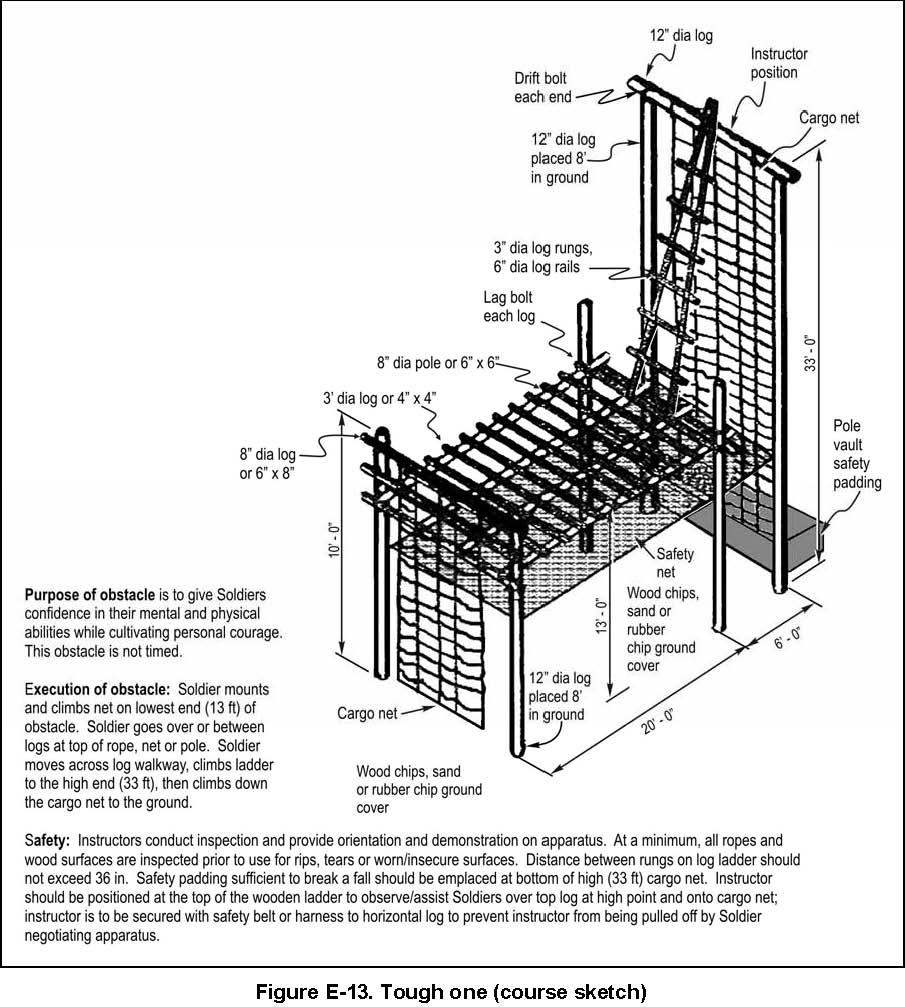 12” dia log
Instructor
position
Drift bolt
each end
Cargo net
12” dia log
placed 8’
in ground
3” dia log rungs,
6” dia log rails
Lag bolt
each log
33’ - 0”
8” dia pole or 6” x 6”
3’ dia log or 4” x 4”
8” dia log
or 6” x 8”
Pole
vault
safety
padding
10’ - 0”
Safety
net
Wood chips,
sand or
rubber
chip ground
cover
13’ - 0”
6’ - 0”
20’ - 0”
12” dia log
placed 8’
in ground
Cargo net
Wood chips, sand
or rubber chip ground
cover
Purpose of obstacle is to give Soldiers
confidence in their mental and physical
abilities while cultivating personal courage.
This obstacle is not timed.
Execution of obstacle: Soldier mounts
and climbs net on lowest end (13 ft) of
obstacle. Soldier goes over or between
logs at top of rope, net or pole. Soldier
moves across log walkway, climbs ladder
to the high end (33 ft), then climbs down
the cargo net to the ground.
Safety: Instructors conduct inspection and provide orientation and demonstration on apparatus. At a minimum, all ropes and
wood surfaces are inspected prior to use for rips, tears or worn/insecure surfaces. Distance between rungs on log ladder should
not exceed 36 in. Safety padding sufficient to break a fall should be emplaced at bottom of high (33 ft) cargo net. Instructor
should be positioned at the top of the wooden ladder to observe/assist Soldiers over top log at high point and onto cargo net;
instructor is to be secured with safety belt or harness to horizontal log to prevent instructor from being pulled off by Soldier
negotiating apparatus.
Figure E-13. Tough one (course sketch)